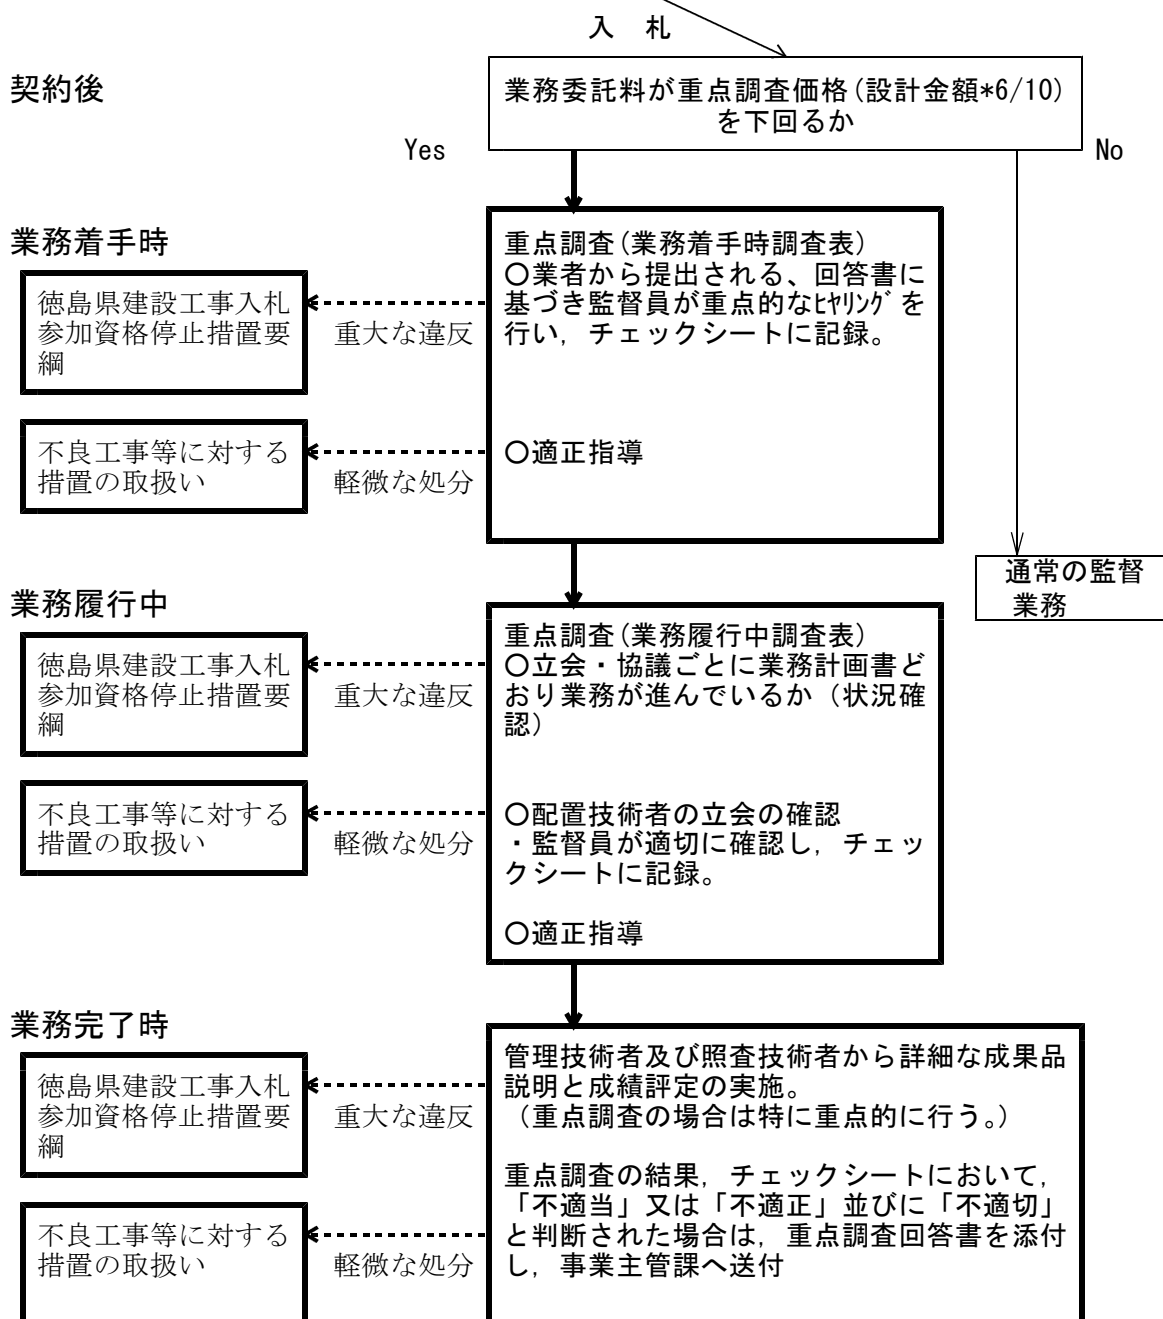 入　札
契約後
業務委託料が重点調査価格(設計金額*6/10)
を下回るか
Yes
No
業務着手時
重点調査(業務着手時調査表)
〇業者から提出される、回答書に
基づき監督員が重点的なﾋﾔﾘﾝｸﾞを
行い，チェックシートに記録。
〇適正指導
徳島県建設工事入札
参加資格停止措置要
綱
重大な違反
不良工事等に対する
措置の取扱い
軽微な処分
通常の監督
業務
業務履行中
重点調査(業務履行中調査表)
〇立会・協議ごとに業務計画書ど
おり業務が進んでいるか（状況確
認）
〇配置技術者の立会の確認
・監督員が適切に確認し，チェッ
クシートに記録。
〇適正指導
徳島県建設工事入札
参加資格停止措置要
綱
重大な違反
不良工事等に対する
措置の取扱い
軽微な処分
業務完了時
管理技術者及び照査技術者から詳細な成果品
説明と成績評定の実施。
（重点調査の場合は特に重点的に行う。）
重点調査の結果，チェックシートにおいて，
「不適当」又は「不適正」並びに「不適切」
と判断された場合は，重点調査回答書を添付
し，事業主管課へ送付
徳島県建設工事入札
参加資格停止措置要
綱
重大な違反
不良工事等に対する
措置の取扱い
軽微な処分